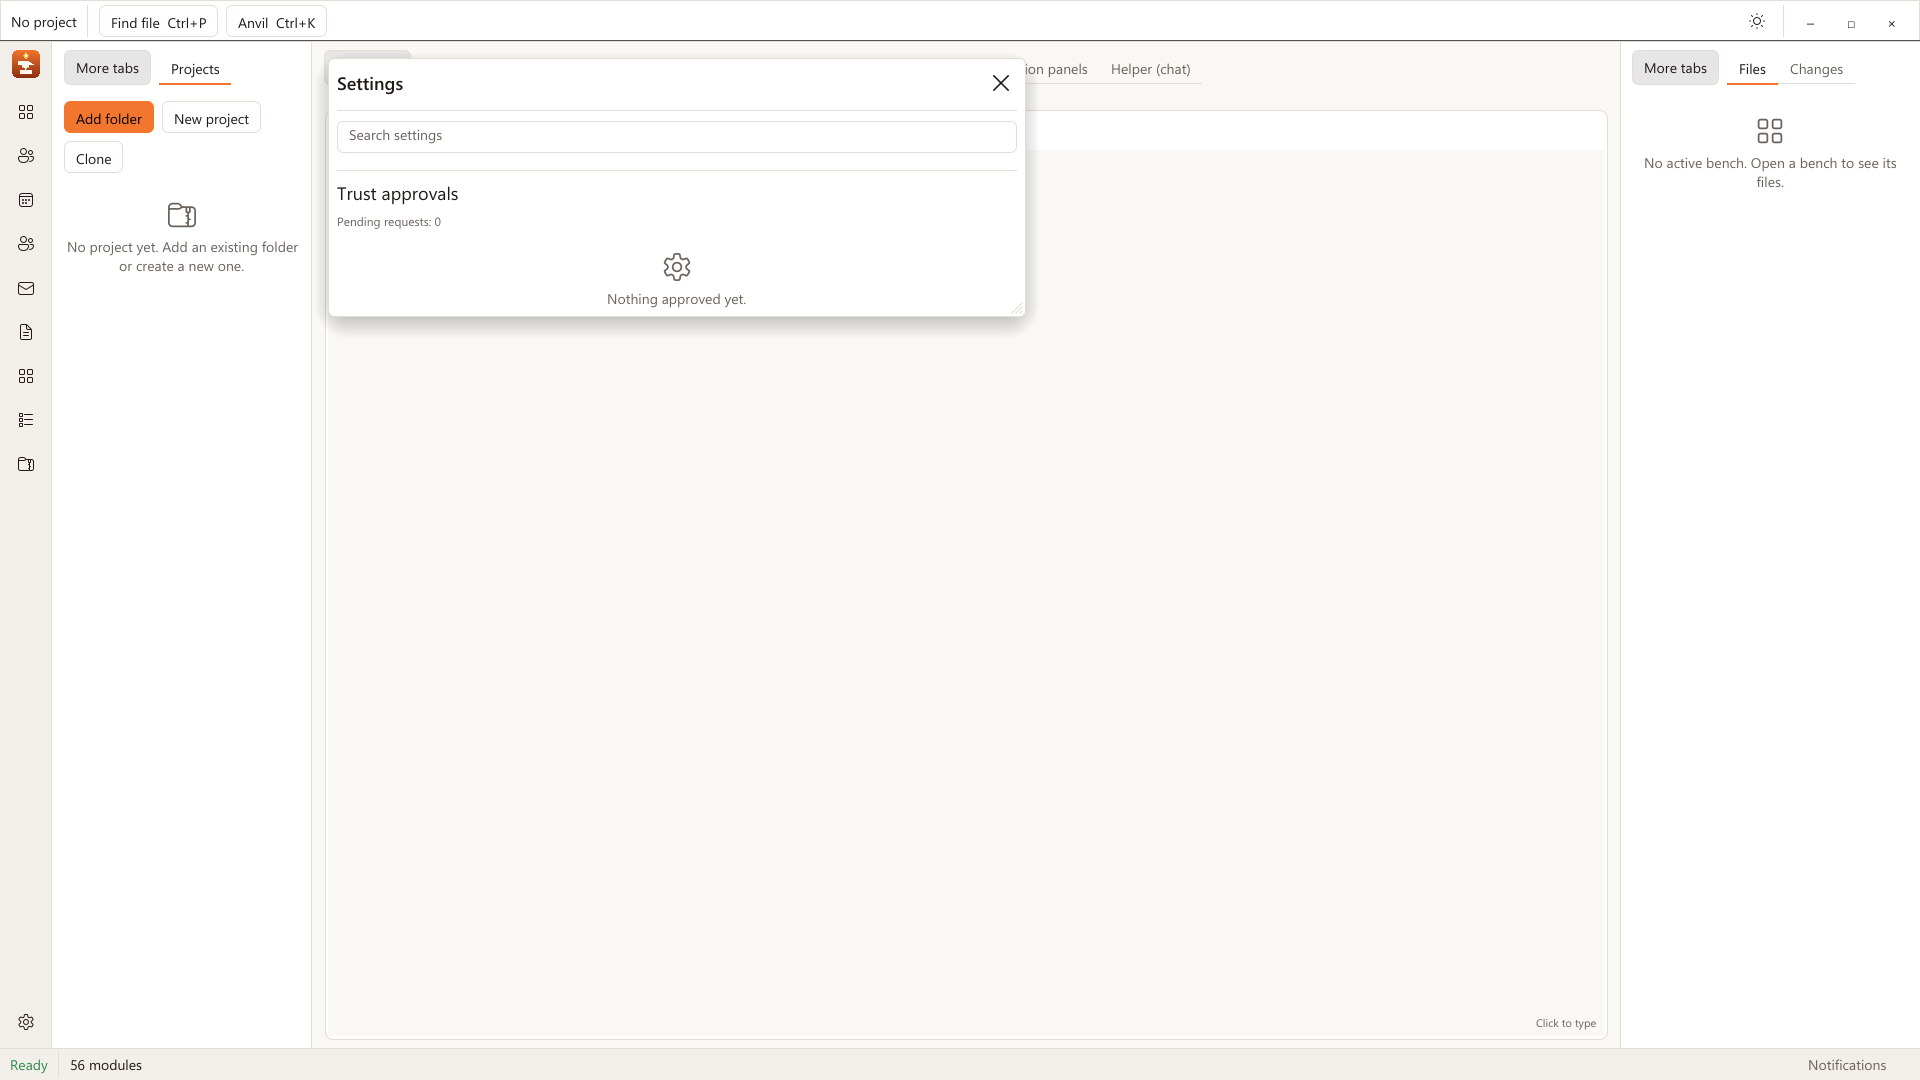 No project
Find file Ctrl+P
Anvil Ctrl+K
More tabs
Projects
Add folder
New project
Clone
No project yet. Add an existing folder
or create a new one.
Settings
Search settings
Trust approvals
Pending requests: 0
Nothing approved yet.
ion panels
Helper (chat)
Click to type
More tabs
Files
Changes
No active bench. Open a bench to see its
files.
Ready
56 modules
Notifications